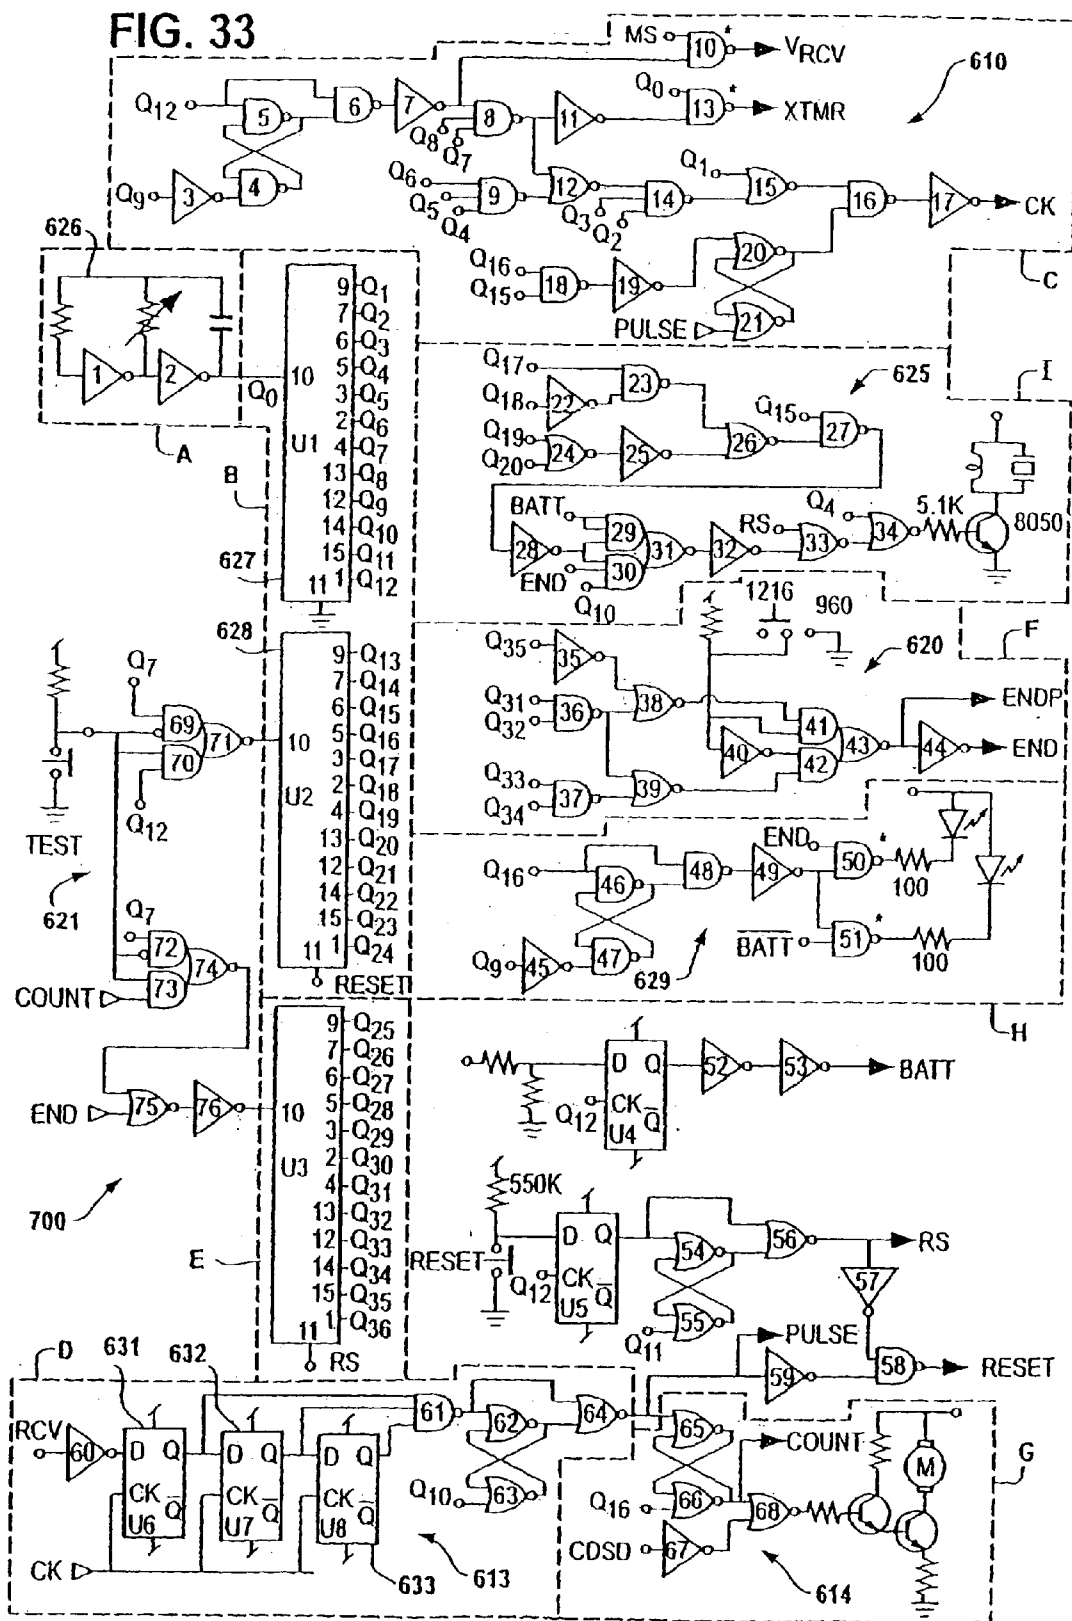 FIG. 33
MS 10 * VRCV
610
Q12 5 6 7 Q0 13 * XTMR
Q8 Q7 8 11
Q9 3 4
Q6 Q5 Q4 9 12 Q3 Q2 14 Q1 15 16 17 CK
626
Q16 Q15 18 19 20 C
PULSE 21
1 2 Q0
A
B
627
10 U1 11
9 Q1
7 Q2
6 Q3
5 Q4
3 Q5
2 Q6
4 Q7
13 Q8
12 Q9
14 Q10
15 Q11
1 Q12
Q17 23 625 I
Q18 22
Q19 Q20 24 25 26 Q15 27
BATT 29 Q4 5.1K
28 31 32 RS 33 34 8050
END 30
Q10
1216 960
628
10 U2 11
9 Q13
7 Q14
6 Q15
5 Q16
3 Q17
2 Q18
4 Q19
13 Q20
12 Q21
14 Q22
15 Q23
1 Q24
RESET
Q35 35 620 F
Q31 Q32 36 38 41 ENDP
40 43 44 END
Q33 Q34 37 39 42
Q7
69 71
70
Q12
TEST
621
END 50 * 100
Q16 46 48 49
BATT 51 * 100
Q9 45 47 629
H
Q7
72 74
COUNT 73
END 75 76
700
E
10 U3 11
9 Q25
7 Q26
6 Q27
5 Q28
3 Q29
2 Q30
4 Q31
13 Q32
12 Q33
14 Q34
15 Q35
1 Q36
RS
D Q 52 53 BATT
Q12 CK Q
U4
550K
RESET D Q 54 56 RS
Q12 CK Q 57
U5 55
Q11
PULSE
59 58 RESET
D
631 632
RCV 60 D Q D Q D Q 61 62 64 65 COUNT G
CK Q CK Q CK Q Q10 63 Q16 66 68 M
U6 U7 U8
CDSD 67
CK 633 613 614